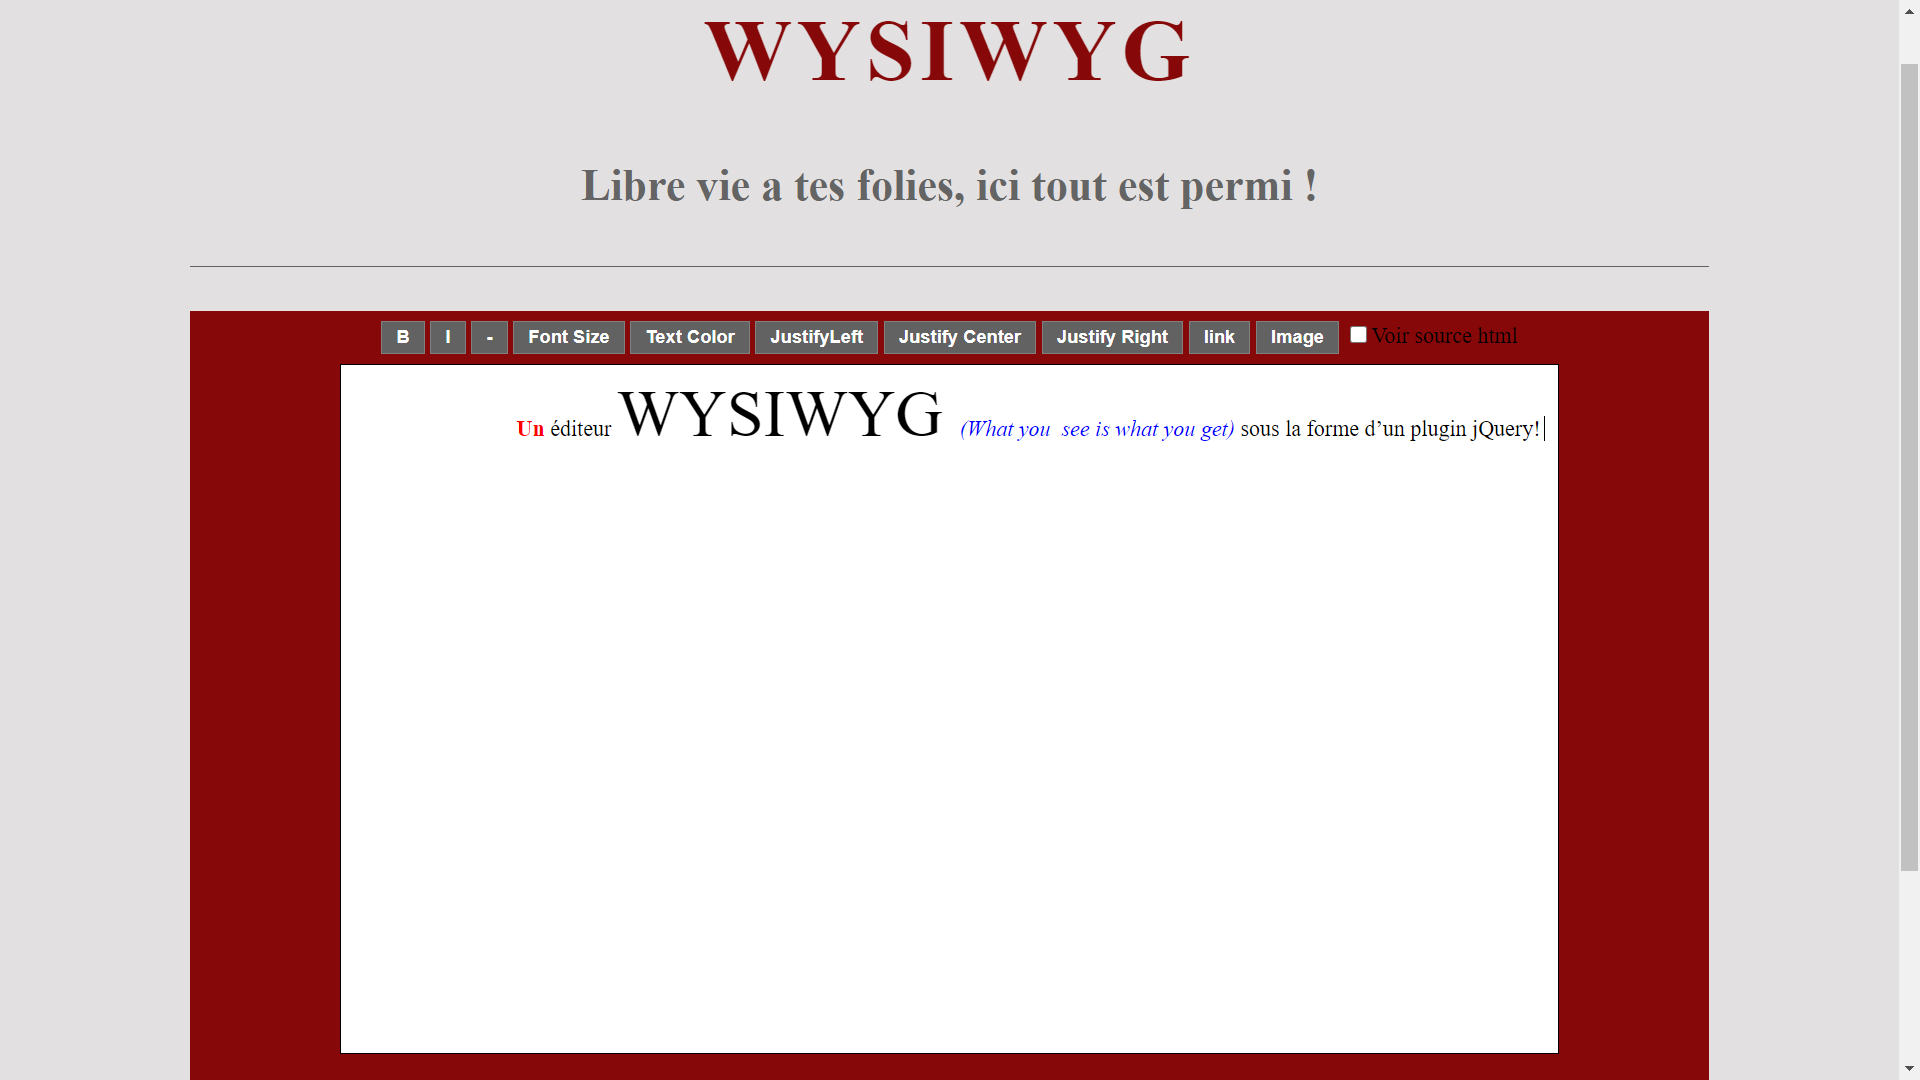 WYSIWYG
Libre vie a tes folies, ici tout est permi !
B I - Font Size Text Color JustifyLeft Justify Center Justify Right link Image Voir source html
Un éditeur WYSIWYG (What you see is what you get) sous la forme d’un plugin jQuery!